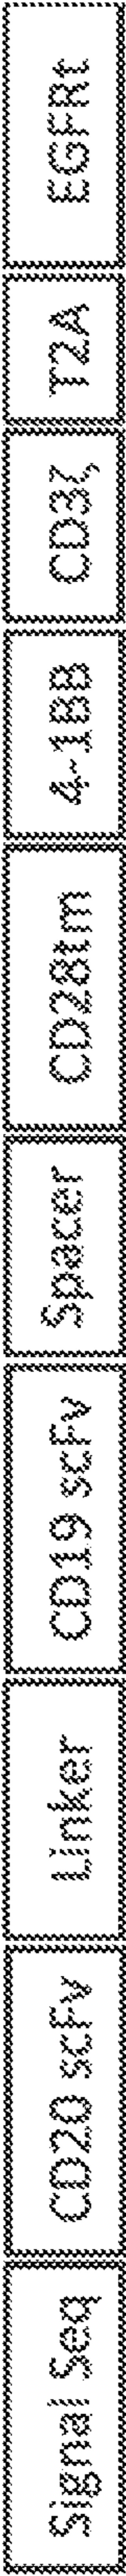 Signal Seq
CD20 scFv
Linker
CD19 scFv
Spacer
CD28tm
4-1BB
CD3ζ
T2A
EGFRt